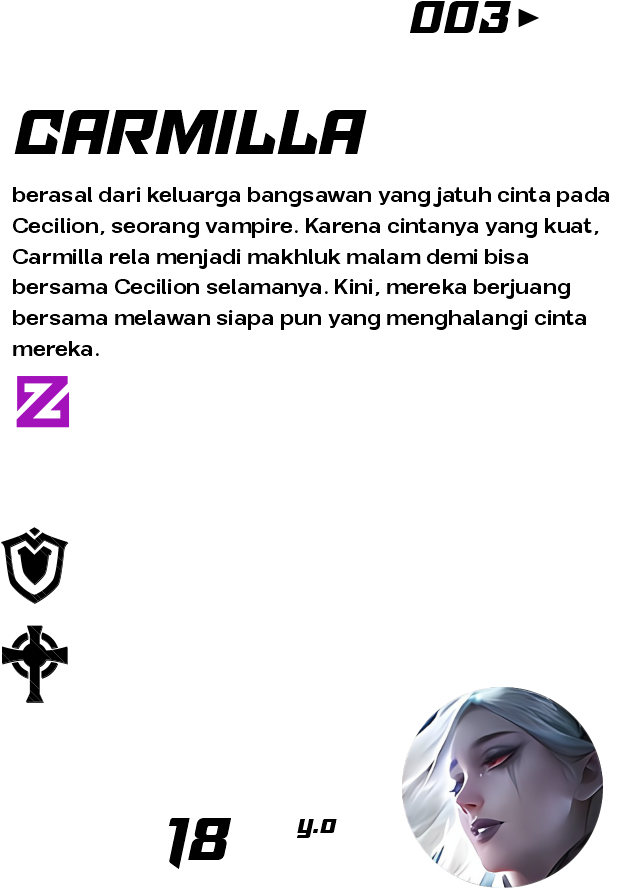 003
CARMILLA
berasal dari keluarga bangsawan yang jatuh cinta pada
Cecilion, seorang vampire. Karena cintanya yang kuat,
Carmilla rela menjadi makhluk malam demi bisa
bersama Cecilion selamanya. Kini, mereka berjuang
bersama melawan siapa pun yang menghalangi cinta
mereka.
18 y.o